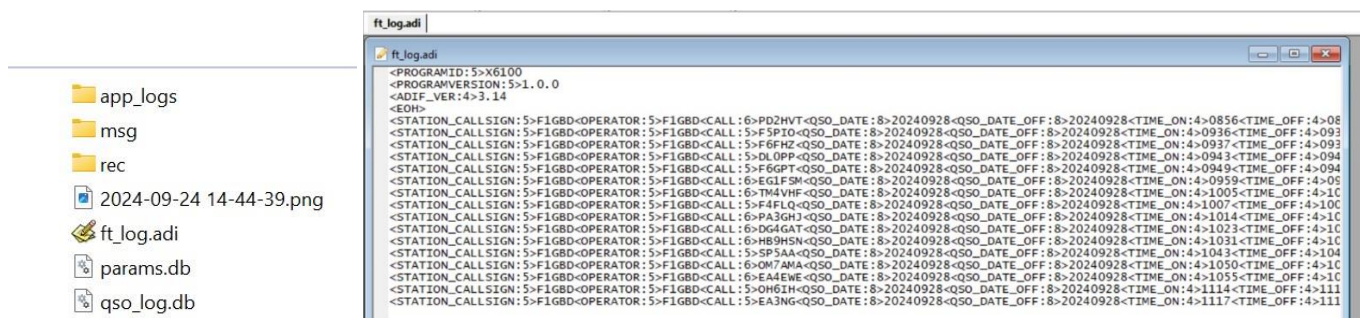 app_logs
msg
rec
2024-09-24 14-44-39.png
ft_log.adi
params.db
qso_log.db
ft_log.adi
ft_log.adi
<PROGRAMID:5>X6100
<PROGRAMVERSION:5>1.0.0
<ADIF_VER:4>3.14
<EOH>
<STATION_CALLSIGN:5>F1GBD<OPERATOR:5>F1GBD<CALL:6>PD2HVT<QSO_DATE:8>20240928<QSO_DATE_OFF:8>20240928<TIME_ON:4>0856<TIME_OFF:4>08
<STATION_CALLSIGN:5>F1GBD<OPERATOR:5>F1GBD<CALL:5>F5PIO<QSO_DATE:8>20240928<QSO_DATE_OFF:8>20240928<TIME_ON:4>0936<TIME_OFF:4>093
<STATION_CALLSIGN:5>F1GBD<OPERATOR:5>F1GBD<CALL:5>F6FHZ<QSO_DATE:8>20240928<QSO_DATE_OFF:8>20240928<TIME_ON:4>0937<TIME_OFF:4>093
<STATION_CALLSIGN:5>F1GBD<OPERATOR:5>F1GBD<CALL:5>DL0PP<QSO_DATE:8>20240928<QSO_DATE_OFF:8>20240928<TIME_ON:4>0943<TIME_OFF:4>094
<STATION_CALLSIGN:5>F1GBD<OPERATOR:5>F1GBD<CALL:5>F6GPT<QSO_DATE:8>20240928<QSO_DATE_OFF:8>20240928<TIME_ON:4>0949<TIME_OFF:4>094
<STATION_CALLSIGN:5>F1GBD<OPERATOR:5>F1GBD<CALL:6>EG1FSM<QSO_DATE:8>20240928<QSO_DATE_OFF:8>20240928<TIME_ON:4>0959<TIME_OFF:4>09
<STATION_CALLSIGN:5>F1GBD<OPERATOR:5>F1GBD<CALL:6>TM4VHF<QSO_DATE:8>20240928<QSO_DATE_OFF:8>20240928<TIME_ON:4>1005<TIME_OFF:4>10
<STATION_CALLSIGN:5>F1GBD<OPERATOR:5>F1GBD<CALL:5>F4FLQ<QSO_DATE:8>20240928<QSO_DATE_OFF:8>20240928<TIME_ON:4>1007<TIME_OFF:4>100
<STATION_CALLSIGN:5>F1GBD<OPERATOR:5>F1GBD<CALL:6>PA3GHJ<QSO_DATE:8>20240928<QSO_DATE_OFF:8>20240928<TIME_ON:4>1014<TIME_OFF:4>10
<STATION_CALLSIGN:5>F1GBD<OPERATOR:5>F1GBD<CALL:6>DG4GAT<QSO_DATE:8>20240928<QSO_DATE_OFF:8>20240928<TIME_ON:4>1023<TIME_OFF:4>10
<STATION_CALLSIGN:5>F1GBD<OPERATOR:5>F1GBD<CALL:6>HB9HSN<QSO_DATE:8>20240928<QSO_DATE_OFF:8>20240928<TIME_ON:4>1031<TIME_OFF:4>10
<STATION_CALLSIGN:5>F1GBD<OPERATOR:5>F1GBD<CALL:5>SP5AA<QSO_DATE:8>20240928<QSO_DATE_OFF:8>20240928<TIME_ON:4>1043<TIME_OFF:4>104
<STATION_CALLSIGN:5>F1GBD<OPERATOR:5>F1GBD<CALL:6>OM7AMA<QSO_DATE:8>20240928<QSO_DATE_OFF:8>20240928<TIME_ON:4>1050<TIME_OFF:4>10
<STATION_CALLSIGN:5>F1GBD<OPERATOR:5>F1GBD<CALL:6>EA4EWE<QSO_DATE:8>20240928<QSO_DATE_OFF:8>20240928<TIME_ON:4>1055<TIME_OFF:4>10
<STATION_CALLSIGN:5>F1GBD<OPERATOR:5>F1GBD<CALL:5>OH6IH<QSO_DATE:8>20240928<QSO_DATE_OFF:8>20240928<TIME_ON:4>1114<TIME_OFF:4>111
<STATION_CALLSIGN:5>F1GBD<OPERATOR:5>F1GBD<CALL:5>EA3NG<QSO_DATE:8>20240928<QSO_DATE_OFF:8>20240928<TIME_ON:4>1117<TIME_OFF:4>111